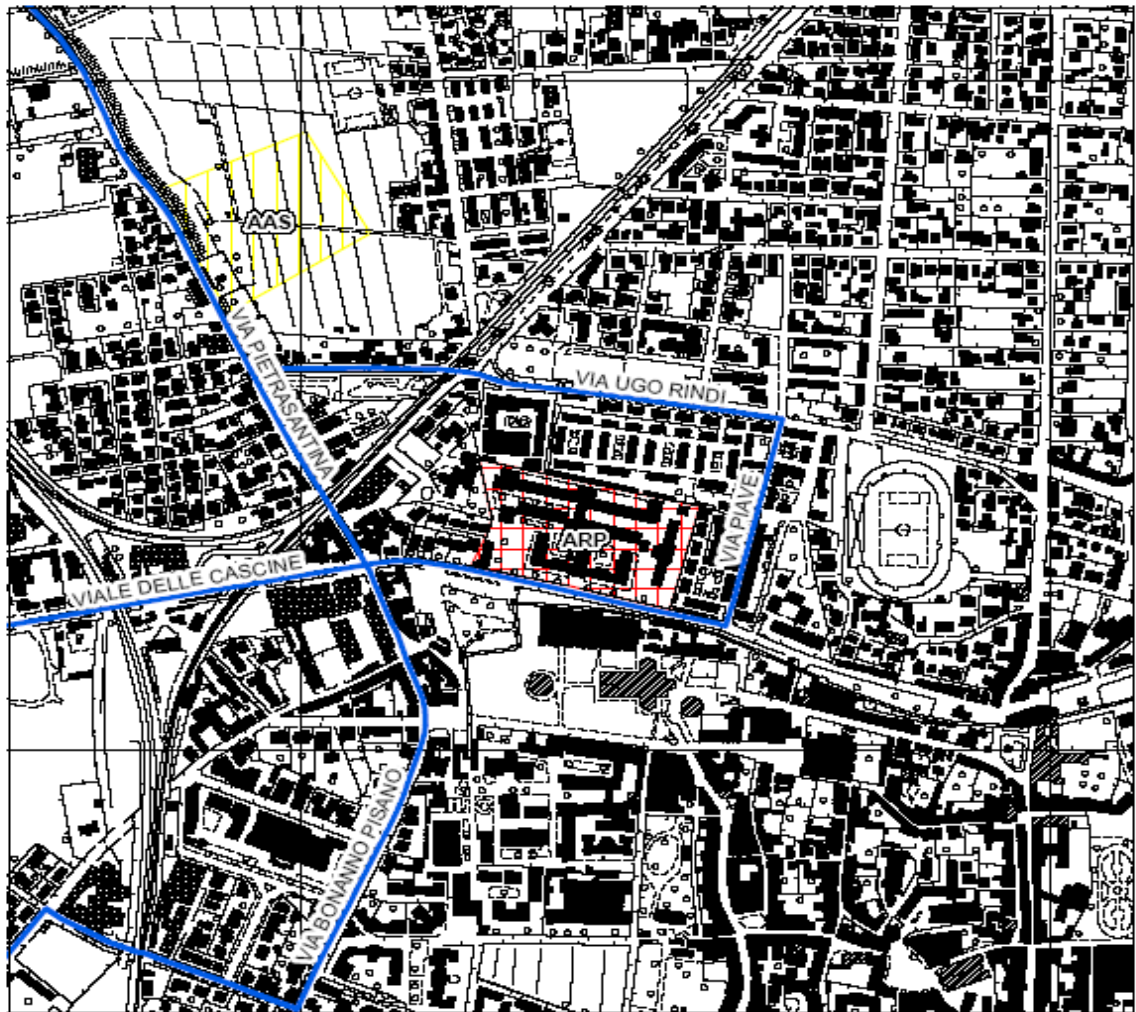 AAS
VIA PIETRASANTINA
VIA UGO RINDI
VIA PIAVE
ARP
VIALE DELLE CASCINE
VIA BONANNO PISANO